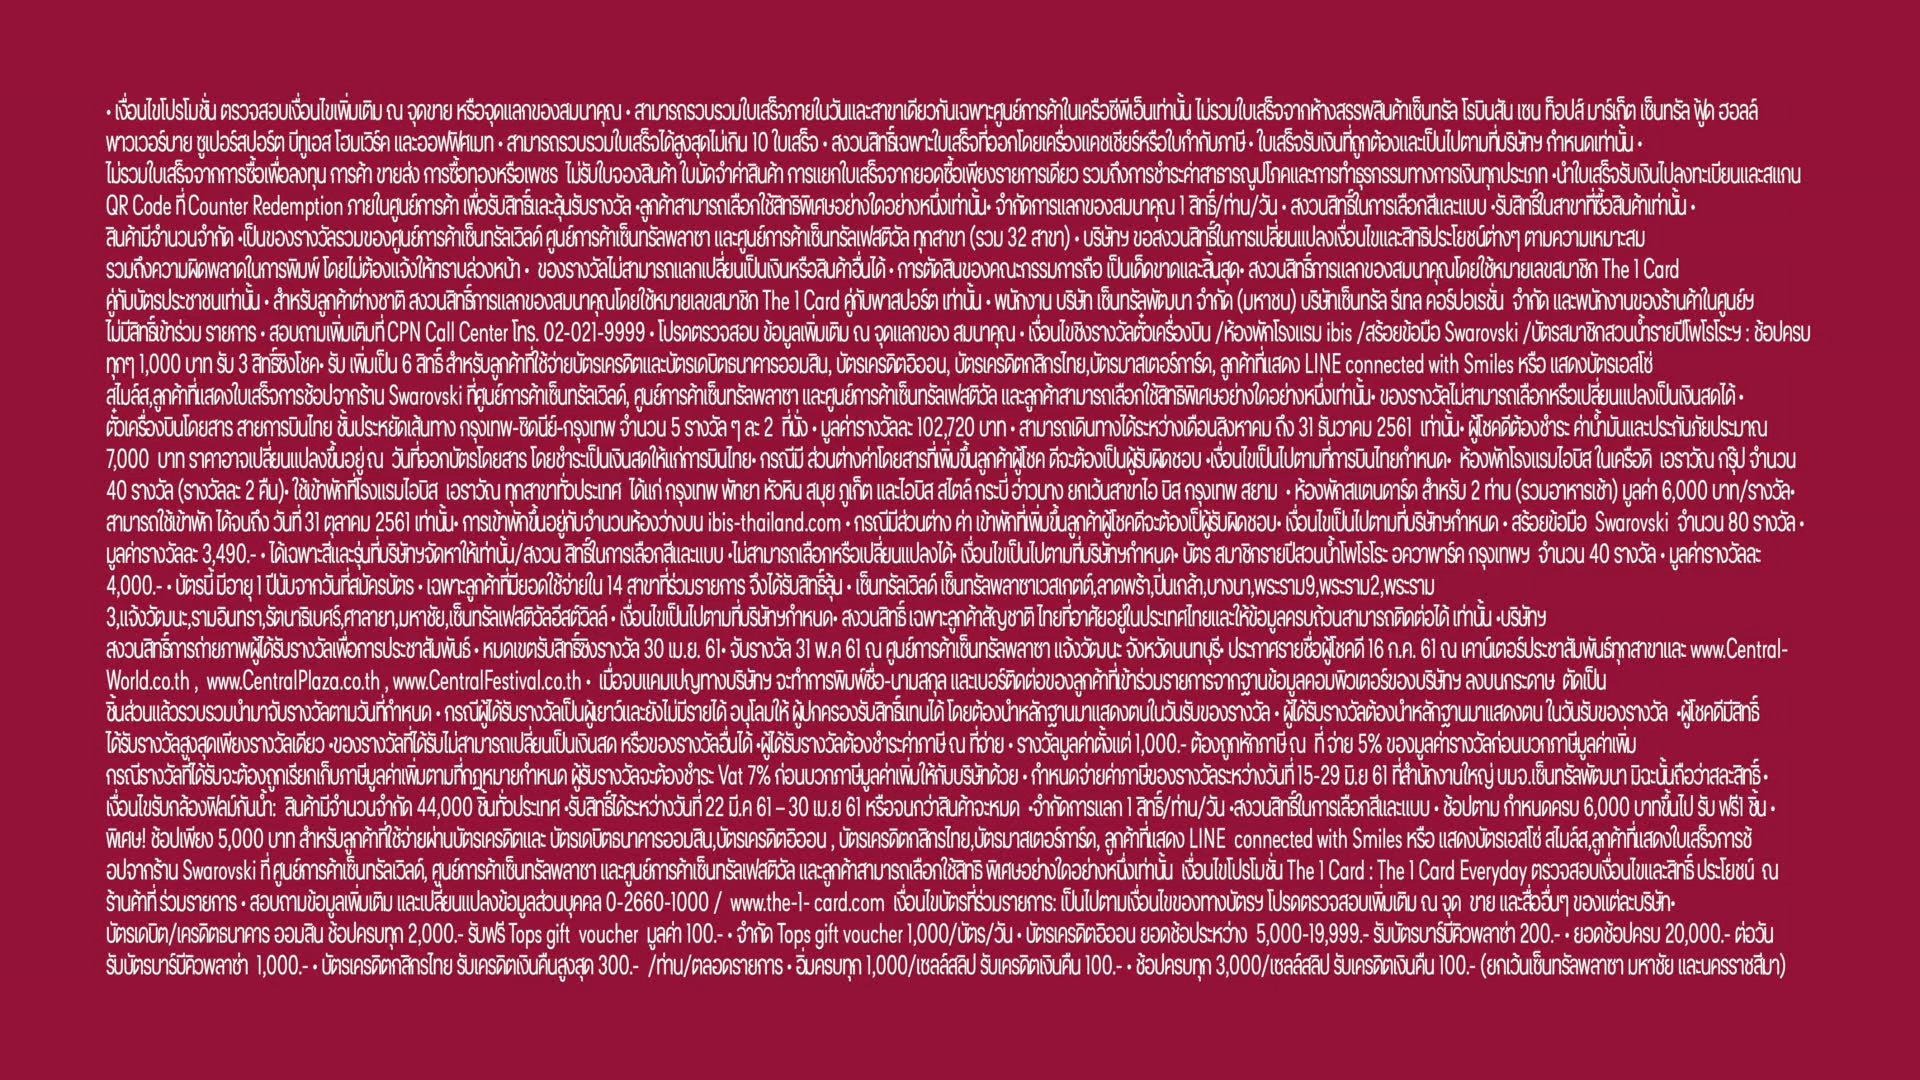 • เงื่อนไขโปรโมชั่น ตรวจสอบเงื่อนไขเพิ่มเติม ณ จุดขาย หรือจุดแลกของสมนาคุณ • สามารถรวบรวมใบเสร็จภายในวันและสาขาเดียวกันเฉพาะศูนย์การค้าในเครือซีพีเอ็นเท่านั้น ไม่รวมใบเสร็จจากห้างสรรพสินค้าเซ็นทรัล โรบินสัน เซน ท็อปส์ มาร์เก็ต เซ็นทรัล ฟู้ด ฮอลล์
พาวเวอร์บาย ซูเปอร์สปอร์ต บีทูเอส โฮมเวิร์ค และออฟฟิศเมท • สามารถรวบรวมใบเสร็จได้สูงสุดไม่เกิน 10 ใบเสร็จ • สงวนสิทธิ์เฉพาะใบเสร็จที่ออกโดยเครื่องแคชเชียร์หรือใบกำกับภาษี • ใบเสร็จรับเงินที่ถูกต้องและเป็นไปตามที่บริษัทฯ กำหนดเท่านั้น •
ไม่รวมใบเสร็จจากการซื้อเพื่อลงทุน การค้า ขายส่ง การซื้อทองหรือเพชร ไม่รับใบจองสินค้า ใบมัดจำค่าสินค้า การแยกใบเสร็จจากยอดซื้อเพียงรายการเดียว รวมถึงการชำระค่าสาธารณูปโภคและการทำธุรกรรมทางการเงินทุกประเภท •นำใบเสร็จรับเงินไปลงทะเบียนและสแกน
QR Code ที่ Counter Redemption ภายในศูนย์การค้า เพื่อรับสิทธิ์และลุ้นรับรางวัล •ลูกค้าสามารถเลือกใช้สิทธิพิเศษอย่างใดอย่างหนึ่งเท่านั้น• จำกัดการแลกของสมนาคุณ 1 สิทธิ์/ท่าน/วัน • สงวนสิทธิ์ในการเลือกสีและแบบ •รับสิทธิ์ในสาขาที่ซื้อสินค้าเท่านั้น •
สินค้ามีจำนวนจำกัด •เป็นของรางวัลรวมของศูนย์การค้าเซ็นทรัลเวิลด์ ศูนย์การค้าเซ็นทรัลพลาซา และศูนย์การค้าเซ็นทรัลเฟสติวัล ทุกสาขา (รวม 32 สาขา) • บริษัทฯ ขอสงวนสิทธิ์ในการเปลี่ยนแปลงเงื่อนไขและสิทธิประโยชน์ต่างๆ ตามความเหมาะสม
รวมถึงความผิดพลาดในการพิมพ์ โดยไม่ต้องแจ้งให้ทราบล่วงหน้า • ของรางวัลไม่สามารถแลกเปลี่ยนเป็นเงินหรือสินค้าอื่นได้ • การตัดสินของคณะกรรมการถือ เป็นเด็ดขาดและสิ้นสุด• สงวนสิทธิ์การแลกของสมนาคุณโดยใช้หมายเลขสมาชิก The 1 Card
คู่กับบัตรประชาชนเท่านั้น • สำหรับลูกค้าต่างชาติ สงวนสิทธิ์การแลกของสมนาคุณโดยใช้หมายเลขสมาชิก The 1 Card คู่กับพาสปอร์ต เท่านั้น • พนักงาน บริษัท เซ็นทรัลพัฒนา จำกัด (มหาชน) บริษัทเซ็นทรัล รีเทล คอร์ปอเรชั่น จำกัด และพนักงานของร้านค้าในศูนย์ฯ
ไม่มีสิทธิ์เข้าร่วม รายการ • สอบถามเพิ่มเติมที่ CPN Call Center โทร. 02-021-9999 • โปรดตรวจสอบ ข้อมูลเพิ่มเติม ณ จุดแลกของ สมนาคุณ • เงื่อนไขชิงรางวัลตั๋วเครื่องบิน /ห้องพักโรงแรม ibis /สร้อยข้อมือ Swarovski /บัตรสมาชิกสวนน้ำรายปีโพโรโระฯ : ช้อปครบ
ทุกๆ 1,000 บาท รับ 3 สิทธิ์ชิงโชค• รับ เพิ่มเป็น 6 สิทธิ์ สำหรับลูกค้าที่ใช้จ่ายบัตรเครดิตและบัตรเดบิตธนาคารออมสิน, บัตรเครดิตอิออน, บัตรเครดิตกสิกรไทย,บัตรมาสเตอร์การ์ด, ลูกค้าที่แสดง LINE connected with Smiles หรือ แสดงบัตรเอสโซ่
สไมล์ส,ลูกค้าที่แสดงใบเสร็จการช้อปจากร้าน Swarovski ที่ศูนย์การค้าเซ็นทรัลเวิลด์, ศูนย์การค้าเซ็นทรัลพลาซา และศูนย์การค้าเซ็นทรัลเฟสติวัล และลูกค้าสามารถเลือกใช้สิทธิพิเศษอย่างใดอย่างหนึ่งเท่านั้น• ของรางวัลไม่สามารถเลือกหรือเปลี่ยนแปลงเป็นเงินสดได้ •
ตั๋วเครื่องบินโดยสาร สายการบินไทย ชั้นประหยัดเส้นทาง กรุงเทพ-ซิดนีย์-กรุงเทพ จำนวน 5 รางวัล ๆ ละ 2 ที่นั่ง • มูลค่ารางวัลละ 102,720 บาท • สามารถเดินทางได้ระหว่างเดือนสิงหาคม ถึง 31 ธันวาคม 2561 เท่านั้น• ผู้โชคดีต้องชำระ ค่าน้ำมันและประกันภัยประมาณ
7,000 บาท ราคาอาจเปลี่ยนแปลงขึ้นอยู่ ณ วันที่ออกบัตรโดยสาร โดยชำระเป็นเงินสดให้แก่การบินไทย• กรณีมี ส่วนต่างค่าโดยสารที่เพิ่มขึ้นลูกค้าผู้โชค ดีจะต้องเป็นผู้รับผิดชอบ •เงื่อนไขเป็นไปตามที่การบินไทยกำหนด• ห้องพักโรงแรมไอบิส ในเครือดิ เอราวัณ กรุ๊ป จำนวน
40 รางวัล (รางวัลละ 2 คืน)• ใช้เข้าพักที่โรงแรมไอบิส เอราวัณ ทุกสาขาทั่วประเทศ ได้แก่ กรุงเทพ พัทยา หัวหิน สมุย ภูเก็ต และไอบิส สไตล์ กระบี่ อ่าวนาง ยกเว้นสาขาไอ บิส กรุงเทพ สยาม • ห้องพักสแตนดาร์ด สำหรับ 2 ท่าน (รวมอาหารเช้า) มูลค่า 6,000 บาท/รางวัล•
สามารถใช้เข้าพัก ได้จนถึง วันที่ 31 ตุลาคม 2561 เท่านั้น• การเข้าพักขึ้นอยู่กับจำนวนห้องว่างบน ibis-thailand.com • กรณีมีส่วนต่าง ค่า เข้าพักที่เพิ่มขึ้นลูกค้าผู้โชคดีจะต้องเป็ผู้รับผิดชอบ• เงื่อนไขเป็นไปตามที่บริษัทฯกำหนด • สร้อยข้อมือ Swarovski จำนวน 80 รางวัล •
มูลค่ารางวัลละ 3,490.- • ได้เฉพาะสีและรุ่นที่บริษัทฯจัดหาให้เท่านั้น/สงวน สิทธิ์ในการเลือกสีและแบบ •ไม่สามารถเลือกหรือเปลี่ยนแปลงได้• เงื่อนไขเป็นไปตามที่บริษัทฯกำหนด• บัตร สมาชิกรายปีสวนน้ำโพโรโระ อควาพาร์ค กรุงเทพฯ จำนวน 40 รางวัล • มูลค่ารางวัลละ
4,000.- • บัตรนี้ มีอายุ 1 ปีนับจากวันที่สมัครบัตร • เฉพาะลูกค้าที่มียอดใช้จ่ายใน 14 สาขาที่ร่วมรายการ จึงได้รับสิทธิ์ลุ้น • เซ็นทรัลเวิลด์ เซ็นทรัลพลาซาเวสเกตต์,ลาดพร้า,ปิ่นเกล้า,บางนา,พระราม9,พระราม2,พระราม
3,แจ้งวัฒนะ,รามอินทรา,รัตนาธิเบศร์,ศาลายา,มหาชัย,เซ็นทรัลเฟสติวัลอีสต์วิลล์ • เงื่อนไขเป็นไปตามที่บริษัทฯกำหนด• สงวนสิทธิ์ เฉพาะลูกค้าสัญชาติ ไทยที่อาศัยอยู่ในประเทศไทยและให้ข้อมูลครบถ้วนสามารถติดต่อได้ เท่านั้น •บริษัทฯ
สงวนสิทธิ์การถ่ายภาพผู้ได้รับรางวัลเพื่อการประชาสัมพันธ์ • หมดเขตรับสิทธิ์ชิงรางวัล 30 เม.ย. 61• จับรางวัล 31 พ.ค 61 ณ ศูนย์การค้าเซ็นทรัลพลาซา แจ้งวัฒนะ จังหวัดนนทบุรี• ประกาศรายชื่อผู้โชคดี 16 ก.ค. 61 ณ เคาน์เตอร์ประชาสัมพันธ์ทุกสาขาและ www.Central-
World.co.th , www.CentralPlaza.co.th , www.CentralFestival.co.th • เมื่อจบแคมเปญทางบริษัทฯ จะทำการพิมพ์ชื่อ-นามสกุล และเบอร์ติดต่อของลูกค้าที่เข้าร่วมรายการจากฐานข้อมูลคอมพิวเตอร์ของบริษัทฯ ลงบนกระดาษ ตัดเป็น
ชิ้นส่วนแล้วรวบรวมนำมาจับรางวัลตามวันที่กำหนด • กรณีผู้ได้รับรางวัลเป็นผู้เยาว์และยังไม่มีรายได้ อนุโลมให้ ผู้ปกครองรับสิทธิ์แทนได้ โดยต้องนำหลักฐานมาแสดงตนในวันรับของรางวัล • ผู้ได้รับรางวัลต้องนำหลักฐานมาแสดงตน ในวันรับของรางวัล •ผู้โชคดีมีสิทธิ์
ได้รับรางวัลสูงสุดเพียงรางวัลเดียว •ของรางวัลที่ได้รับไม่สามารถเปลี่ยนเป็นเงินสด หรือของรางวัลอื่นได้ •ผู้ได้รับรางวัลต้องชำระค่าภาษี ณ ที่จ่าย • รางวัลมูลค่าตั้งแต่ 1,000.- ต้องถูกหักภาษี ณ ที่ จ่าย 5% ของมูลค่ารางวัลก่อนบวกภาษีมูลค่าเพิ่ม
กรณีรางวัลที่ได้รับจะต้องถูกเรียกเก็บภาษีมูลค่าเพิ่มตามที่กฎหมายกำหนด ผู้รับรางวัลจะต้องชำระ Vat 7% ก่อนบวกภาษีมูลค่าเพิ่มให้กับบริษัทด้วย • กำหนดจ่ายค่าภาษีของรางวัลระหว่างวันที่ 15-29 มิ.ย 61 ที่สำนักงานใหญ่ บมจ.เซ็นทรัลพัฒนา มิฉะนั้นถือว่าสละสิทธิ์ •
เงื่อนไขรับกล้องฟิลม์กันน้ำ: สินค้ามีจำนวนจำกัด 44,000 ชิ้นทั่วประเทศ •รับสิทธิ์ได้ระหว่างวันที่ 22 มี.ค 61 – 30 เม.ย 61 หรือจนกว่าสินค้าจะหมด •จำกัดการแลก 1 สิทธิ์/ท่าน/วัน •สงวนสิทธิ์ในการเลือกสีและแบบ • ช้อปตาม กำหนดครบ 6,000 บาทขึ้นไป รับ ฟรี1 ชิ้น •
พิเศษ! ช้อปเพียง 5,000 บาท สำหรับลูกค้าที่ใช้จ่ายผ่านบัตรเครดิตและ บัตรเดบิตธนาคารออมสิน,บัตรเครดิตอิออน , บัตรเครดิตกสิกรไทย,บัตรมาสเตอร์การ์ด, ลูกค้าที่แสดง LINE connected with Smiles หรือ แสดงบัตรเอสโซ่ สไมล์ส,ลูกค้าที่แสดงใบเสร็จการช้
อปจากร้าน Swarovski ที่ ศูนย์การค้าเซ็นทรัลเวิลด์, ศูนย์การค้าเซ็นทรัลพลาซา และศูนย์การค้าเซ็นทรัลเฟสติวัล และลูกค้าสามารถเลือกใช้สิทธิ พิเศษอย่างใดอย่างหนึ่งเท่านั้น เงื่อนไขโปรโมชั่น The 1 Card : The 1 Card Everyday ตรวจสอบเงื่อนไขและสิทธิ์ ประโยชน์ ณ
ร้านค้าที่ ร่วมรายการ • สอบถามข้อมูลเพิ่มเติม และเปลี่ยนแปลงข้อมูลส่วนบุคคล 0-2660-1000 / www.the-1- card.com เงื่อนไขบัตรที่ร่วมรายการ: เป็นไปตามเงื่อนไขของทางบัตรฯ โปรดตรวจสอบเพิ่มเติม ณ จุด ขาย และสื่ออื่นๆ ของแต่ละบริษัท•
บัตรเดบิต/เครดิตธนาคาร ออมสิน ช้อปครบทุก 2,000.- รับฟรี Tops gift voucher มูลค่า 100.- • จำกัด Tops gift voucher 1,000/บัตร/วัน • บัตรเครดิตอิออน ยอดช้อประหว่าง 5,000-19,999.- รับบัตรบาร์บีคิวพลาซ่า 200.- • ยอดช้อปครบ 20,000.- ต่อวัน
รับบัตรบาร์บีคิวพลาซ่า 1,000.- • บัตรเครดิตกสิกรไทย รับเครดิตเงินคืนสูงสุด 300.- /ท่าน/ตลอดรายการ • อิ่มครบทุก 1,000/เซลล์สลิป รับเครดิตเงินคืน 100.- • ช้อปครบทุก 3,000/เซลล์สลิป รับเครดิตเงินคืน 100.- (ยกเว้นเซ็นทรัลพลาซา มหาชัย และนครราชสีมา)